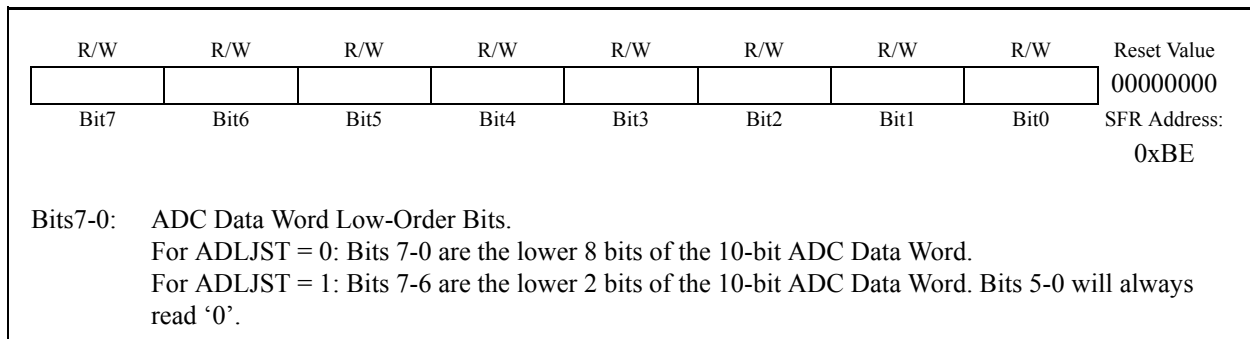 R/W R/W R/W R/W R/W R/W R/W R/W Reset Value
00000000
Bit7 Bit6 Bit5 Bit4 Bit3 Bit2 Bit1 Bit0 SFR Address:
0xBE
Bits7-0: ADC Data Word Low-Order Bits.
For ADLJST = 0: Bits 7-0 are the lower 8 bits of the 10-bit ADC Data Word.
For ADLJST = 1: Bits 7-6 are the lower 2 bits of the 10-bit ADC Data Word. Bits 5-0 will always
read ‘0’.